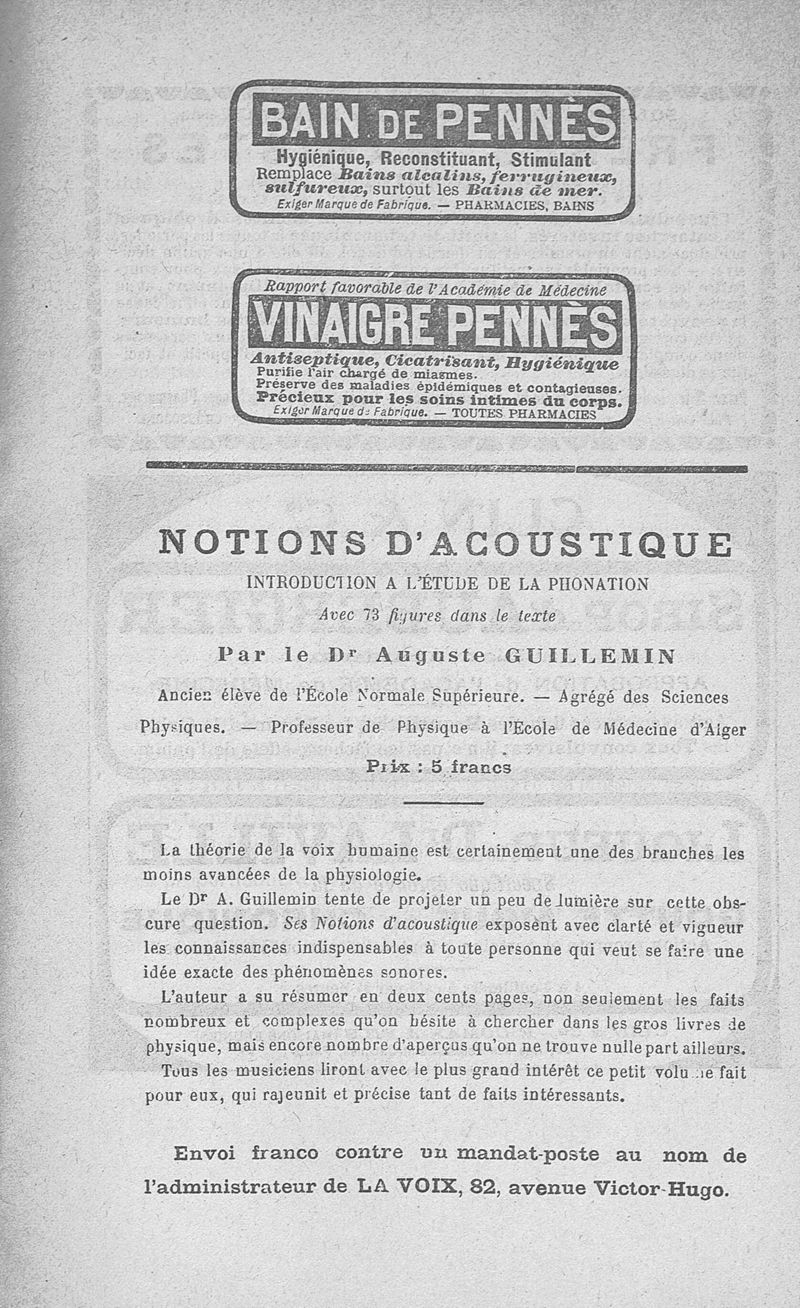 BAIN DE PENNÈS
Hygiénique, Reconstituant, Stimulant
Remplace Bains alcalins, ferrugineux,
sulfureux, surtout les Bains de mer.
Exiger Marque de Fabrique. — PHARMACIES, BAINS
Rapport favorable de l'Académie de Médecine
VINAIGRE PENNÈS
Antiseptique, Cicatrisant, Hygiénique
Purifie l'air chargé de miasmes.
Préserve des maladies épidémiques et contagieuses.
Précieux pour les soins intimes du corps.
Exiger Marque de Fabrique. — TOUTES PHARMACIES
NOTIONS D'ACOUSTIQUE
INTRODUCTION A L'ÉTUDE DE LA PHONATION
Avec 73 figures dans le texte
Par le Dr Auguste GUILLEMIN
Ancien élève de l'École Normale Supérieure. — Agrégé des Sciences
Physiques. — Professeur de Physique à l'École de Médecine d'Alger
Prix : 5 francs
La théorie de la voix humaine est certainement une des branches les
moins avancées de la physiologie.
Le Dr A. Guillemin tente de projeter un peu de lumière sur cette obs-
cure question. Ses Notions d'acoustique exposent avec clarté et vigueur
les connaissances indispensables à toute personne qui veut se faire une
idée exacte des phénomènes sonores.
L'auteur a su résumer en deux cents pages, non seulement les faits
nombreux et complexes qu'on hésite à chercher dans les gros livres de
physique, mais encore nombre d'aperçus qu'on ne trouve nulle part ailleurs.
Tous les musiciens liront avec le plus grand intérêt ce petit volume fait
pour eux, qui rajeunit et précise tant de faits intéressants.
Envoi franco contre un mandat-poste au nom de
l'administrateur de LA VOIX, 82, avenue Victor-Hugo.